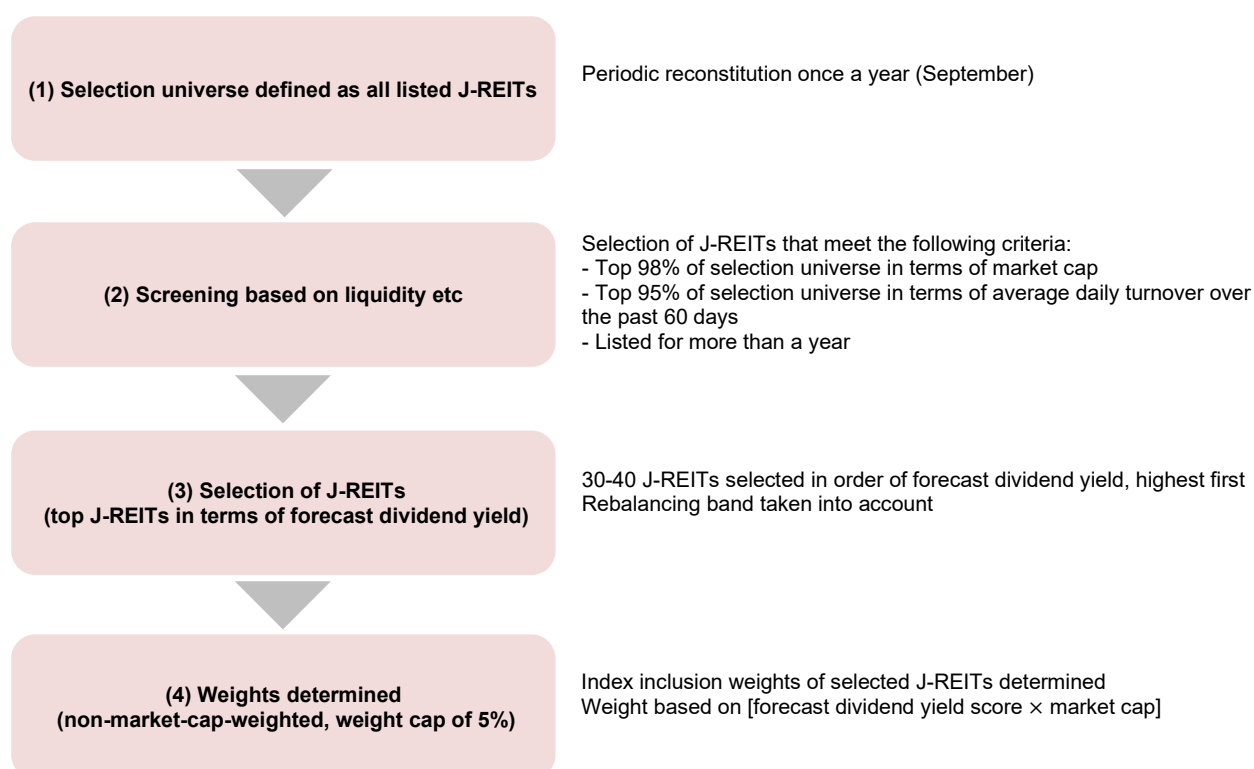 (1) Selection universe defined as all listed J-REITs
Periodic reconstitution once a year (September)
(2) Screening based on liquidity etc
Selection of J-REITs that meet the following criteria:
- Top 98% of selection universe in terms of market cap
- Top 95% of selection universe in terms of average daily turnover over
the past 60 days
- Listed for more than a year
(3) Selection of J-REITs
(top J-REITs in terms of forecast dividend yield)
30-40 J-REITs selected in order of forecast dividend yield, highest first
Rebalancing band taken into account
(4) Weights determined
(non-market-cap-weighted, weight cap of 5%)
Index inclusion weights of selected J-REITs determined
Weight based on [forecast dividend yield score × market cap]